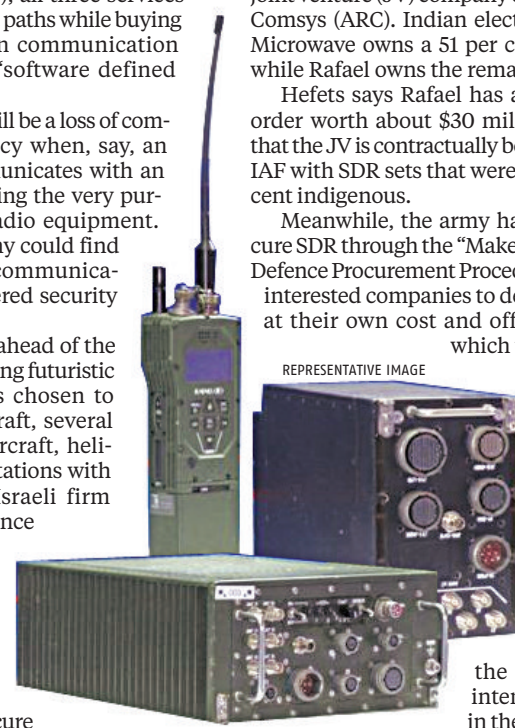 ), all three services
paths while buying
n communication
"software defined
ill be a loss of com-
cy when, say, an
municates with an
ing the very pur-
adio equipment.
ny could find
communica-
ered security
ahead of the
ing futuristic
s chosen to
raft, several
rcraft, heli-
tations with
Israeli firm
nce
cure
joint venture (JV) company
Comsys (ARC). Indian elect
Microwave owns a 51 per c
while Rafael owns the rema
Hefets says Rafael has a
order worth about $30 mil
that the JV is contractually b
IAF with SDR sets that were
cent indigenous.
Meanwhile, the army ha
cure SDR through the "Make
Defence Procurement Proced
interested companies to de
at their own cost and off
which
REPRESENTATIVE IMAGE
the
inter
in the